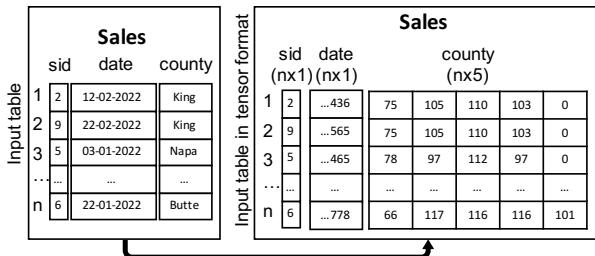 Input table
Sales
sid date county
1 2 12-02-2022 King
2 9 22-02-2022 King
3 5 03-01-2022 Napa
... ... ... ...
n 6 22-01-2022 Butte
Input table in tensor format
Sales
sid date county
(nx1) (nx1) (nx5)
1 2 ...436 75 105 110 103 0
2 9 ...565 75 105 110 103 0
3 5 ...465 78 97 112 97 0
... ... ... ... ... ... ... ...
n 6 ...778 66 117 116 116 101